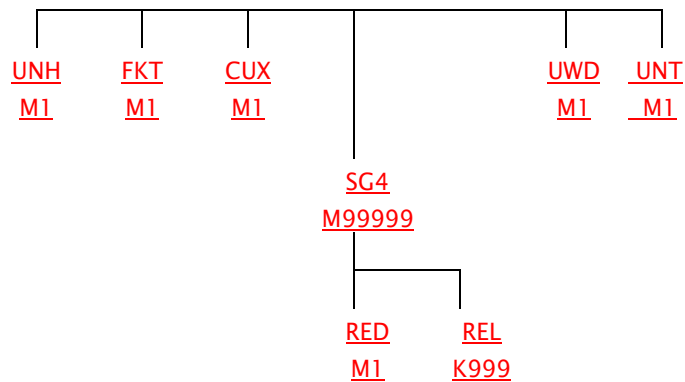 UNH FKT CUX UWD UNT
M1 M1 M1 M1 M1
SG4
M99999
RED REL
M1 K999